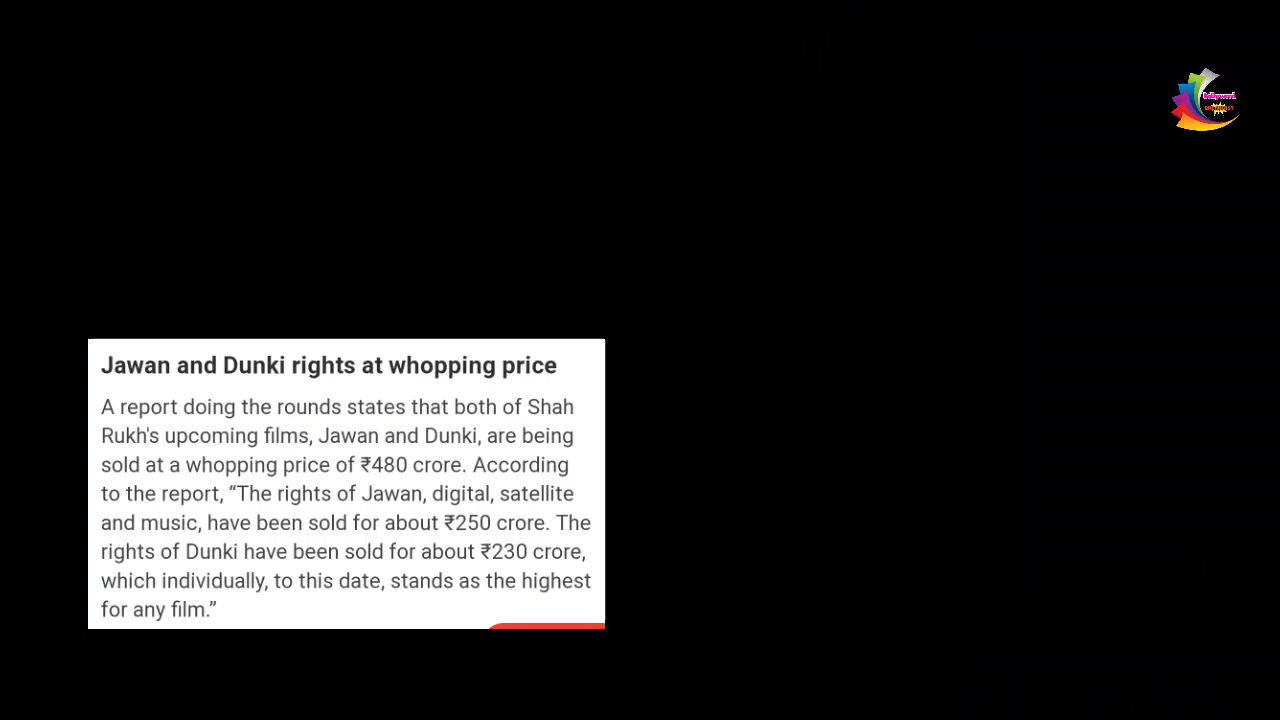 Jawan and Dunki rights at whopping price
A report doing the rounds states that both of Shah
Rukh's upcoming films, Jawan and Dunki, are being
sold at a whopping price of ₹480 crore. According
to the report, “The rights of Jawan, digital, satellite
and music, have been sold for about ₹250 crore. The
rights of Dunki have been sold for about ₹230 crore,
which individually, to this date, stands as the highest
for any film.”